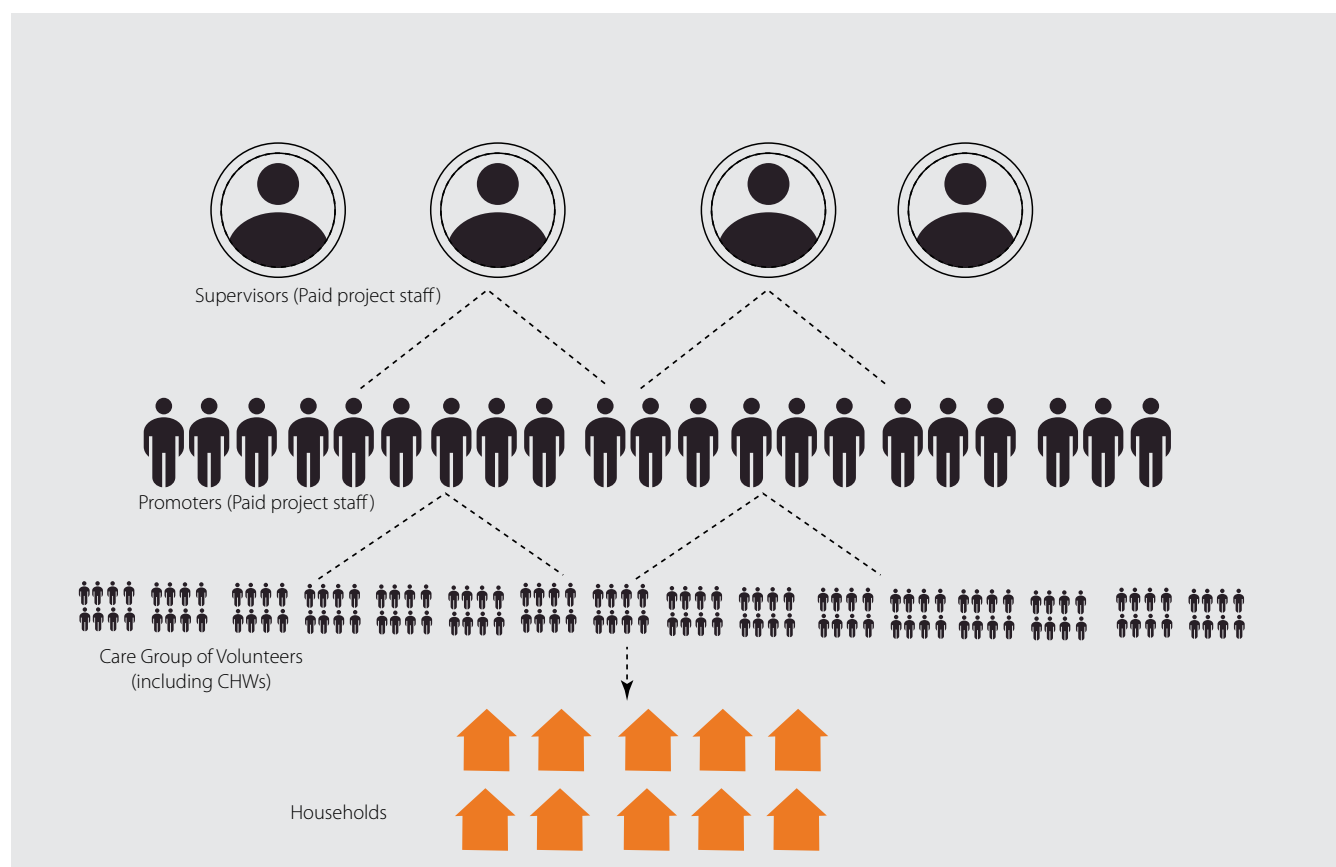 Supervisors (Paid project staff)
Promoters (Paid project staff)
Care Group of Volunteers
(including CHWs)
Households